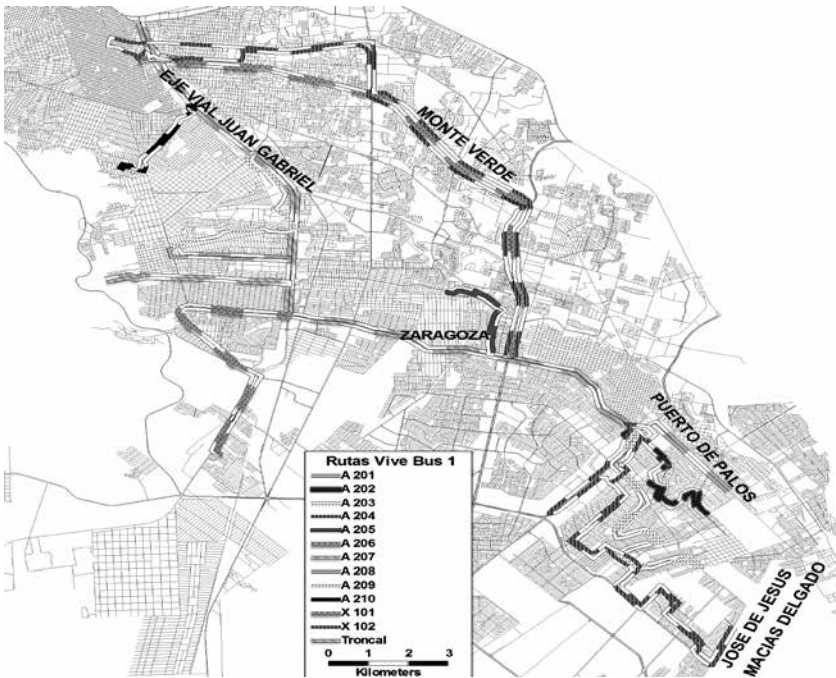 EJE VIAL JUAN GABRIEL
MONTE VERDE
ZARAGOZA
PUERTO DE PALOS
JOSE DE JESUS
MACIAS DELGADO
Rutas Vive Bus 1
A 201
A 202
A 203
A 204
A 205
A 206
A 207
A 208
A 209
A 210
X 101
X 102
Troncal
0 1 2 3
Kilometers